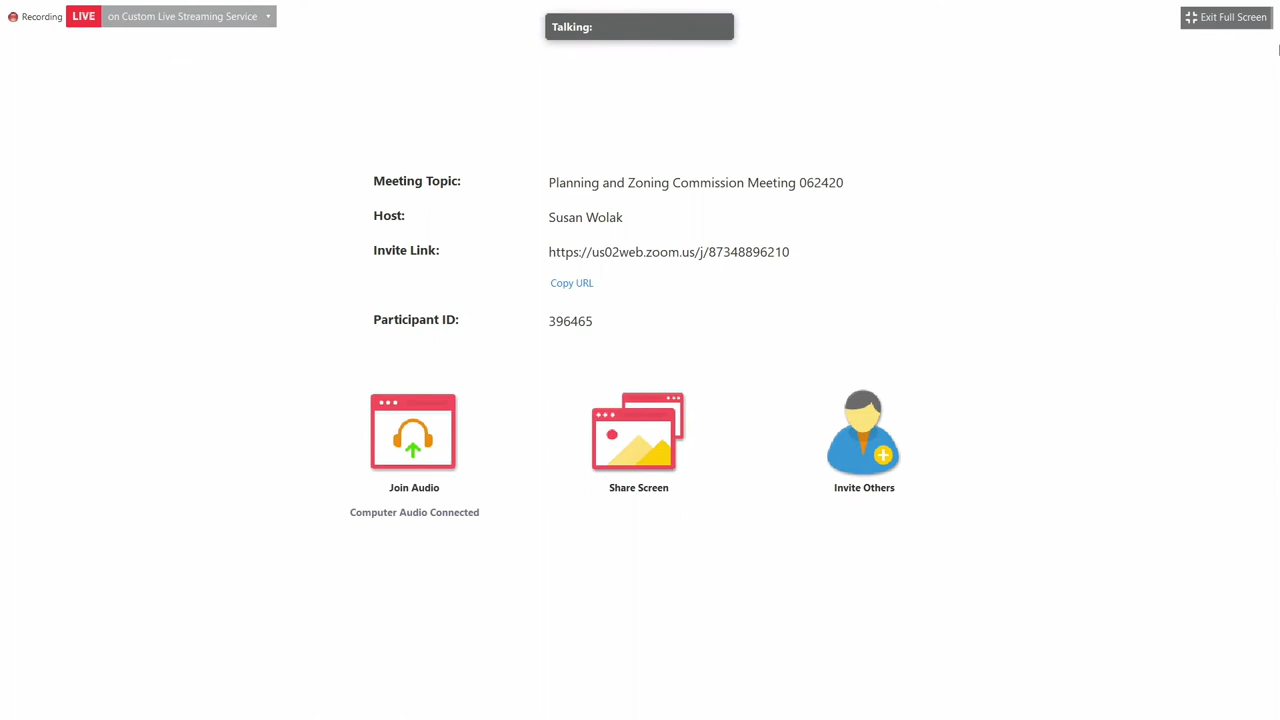 Recording LIVE on Custom Live Streaming Service
Talking:
Exit Full Screen
Meeting Topic: Planning and Zoning Commission Meeting 062420
Host: Susan Wolak
Invite Link: https://us02web.zoom.us/j/87348896210
Copy URL
Participant ID: 396465
Join Audio
Share Screen
Invite Others
Computer Audio Connected